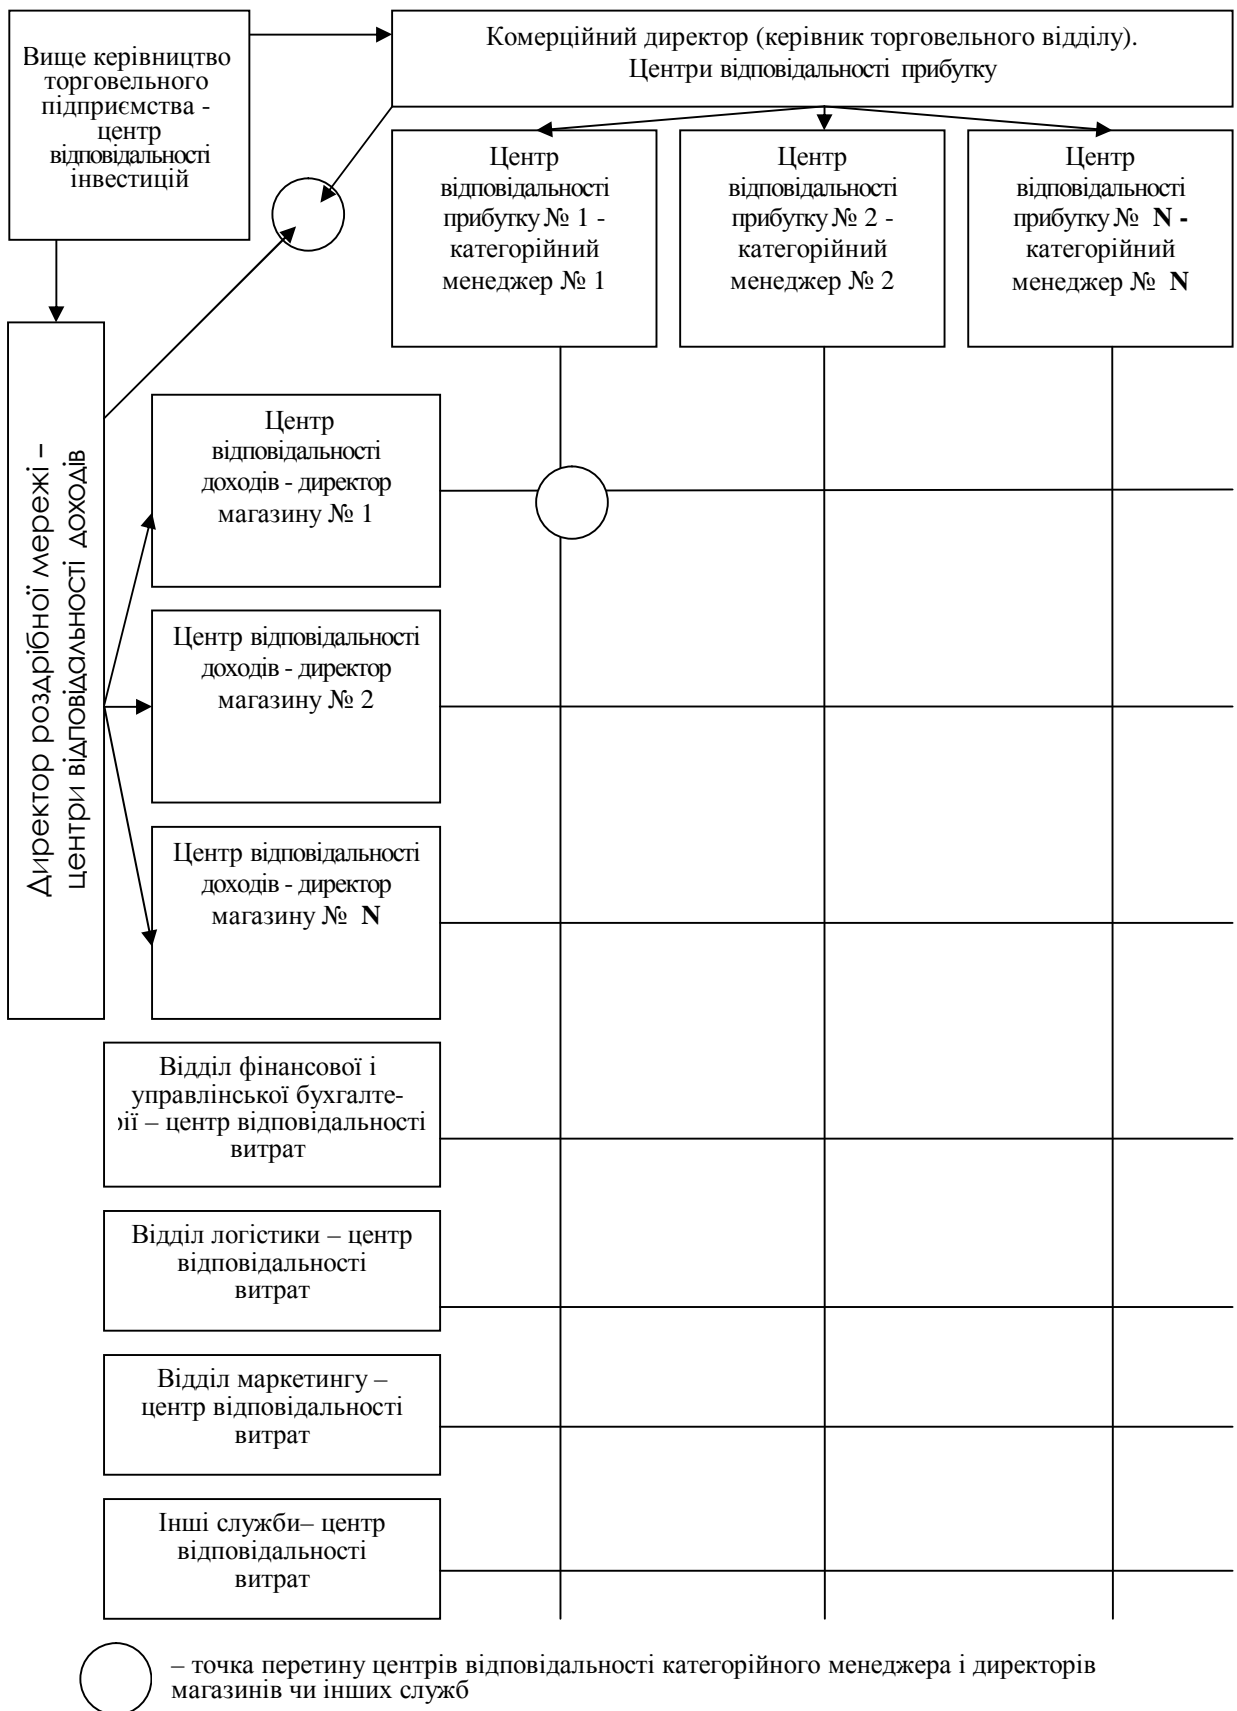 Вище керівництво
торговельного
підприємства -
центр
відповідальності
інвестицій
Комерційний директор (керівник торговельного відділу).
Центри відповідальності прибутку
Центр
відповідальності
прибутку № 1 -
категорійний
менеджер № 1
Центр
відповідальності
прибутку № 2 -
категорійний
менеджер № 2
Центр
відповідальності
прибутку № N -
категорійний
менеджер № N
Директор роздрібної мережі –
центри відповідальності доходів
Центр
відповідальності
доходів - директор
магазину № 1
Центр відповідальності
доходів - директор
магазину № 2
Центр відповідальності
доходів - директор
магазину № N
Відділ фінансової і
управлінської бухгалте-
рії – центр відповідальності
витрат
Відділ логістики – центр
відповідальності
витрат
Відділ маркетингу –
центр відповідальності
витрат
Інші служби– центр
відповідальності
витрат
– точка перетину центрів відповідальності категорійного менеджера і директорів
магазинів чи інших служб